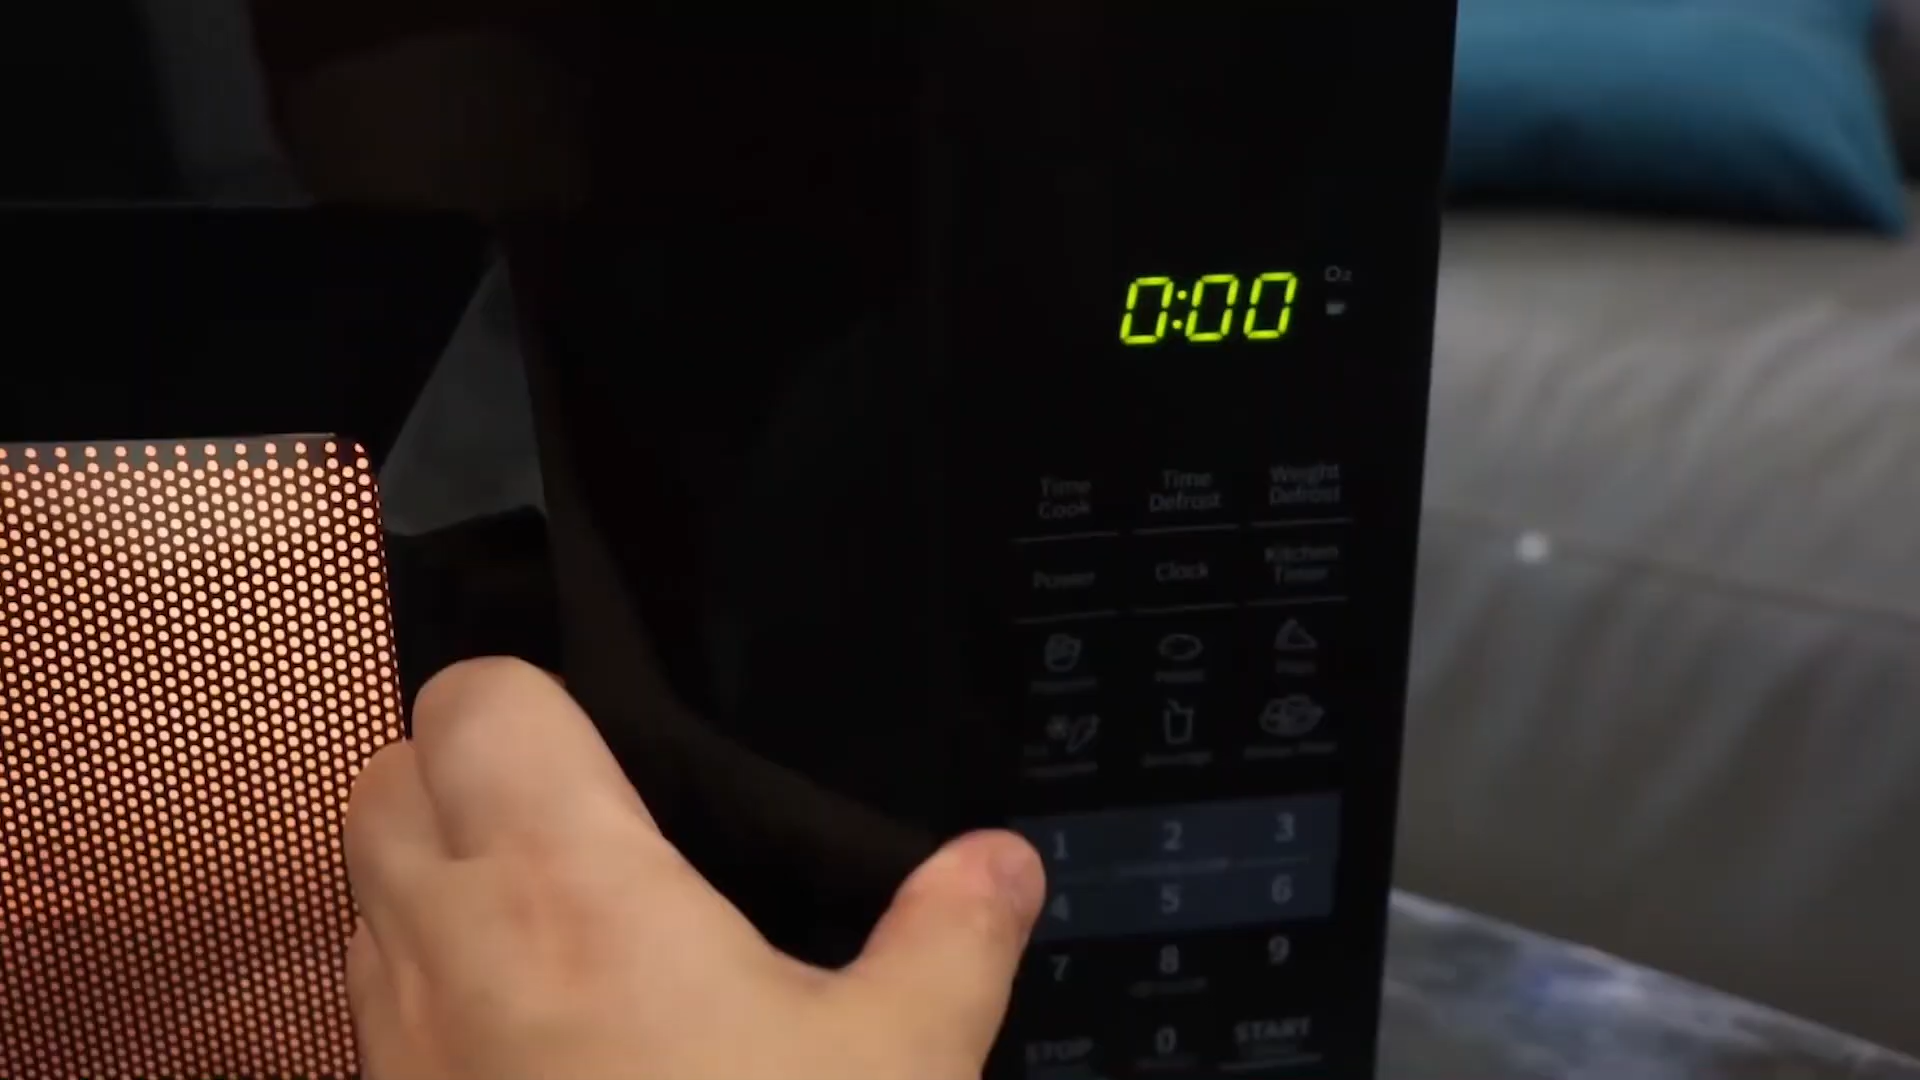 0:00
Time Cook
Time Defrost
Weight Defrost
Power
Clock
Kitchen Timer
1 2 3
4 5 6
7 8 9
STOP 0 START